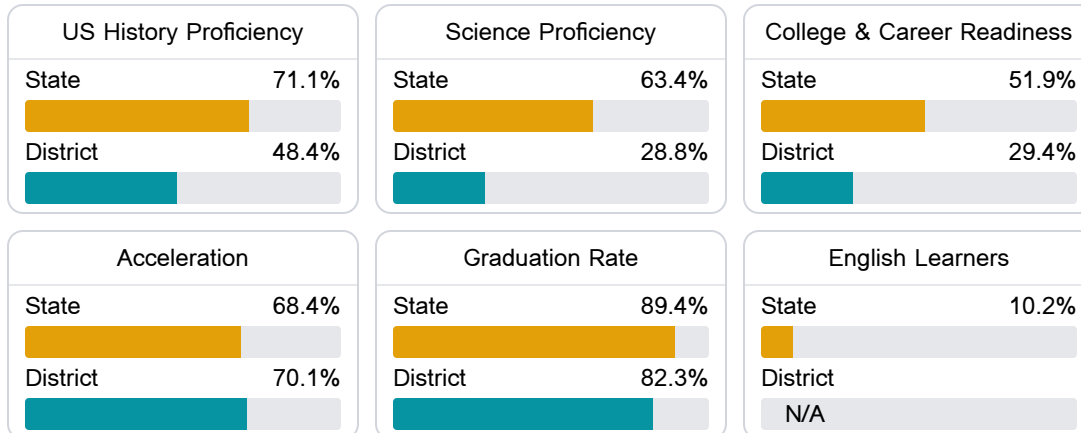 US History Proficiency
State 71.1%
District 48.4%
Science Proficiency
State 63.4%
District 28.8%
College & Career Readiness
State 51.9%
District 29.4%
Acceleration
State 68.4%
District 70.1%
Graduation Rate
State 89.4%
District 82.3%
English Learners
State 10.2%
District
N/A